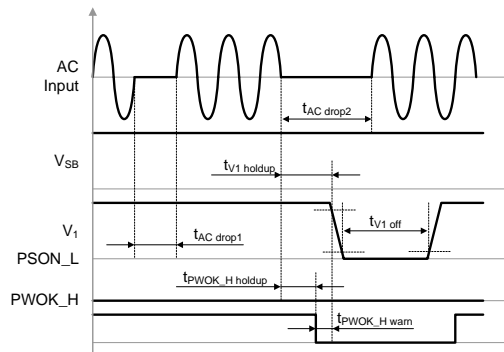 AC
Input
tAC drop2
VSB
tV1 holdup
V1
tAC drop1
tV1 off
PSON_L
tPWOK_H holdup
PWOK_H
tPWOK_H warn